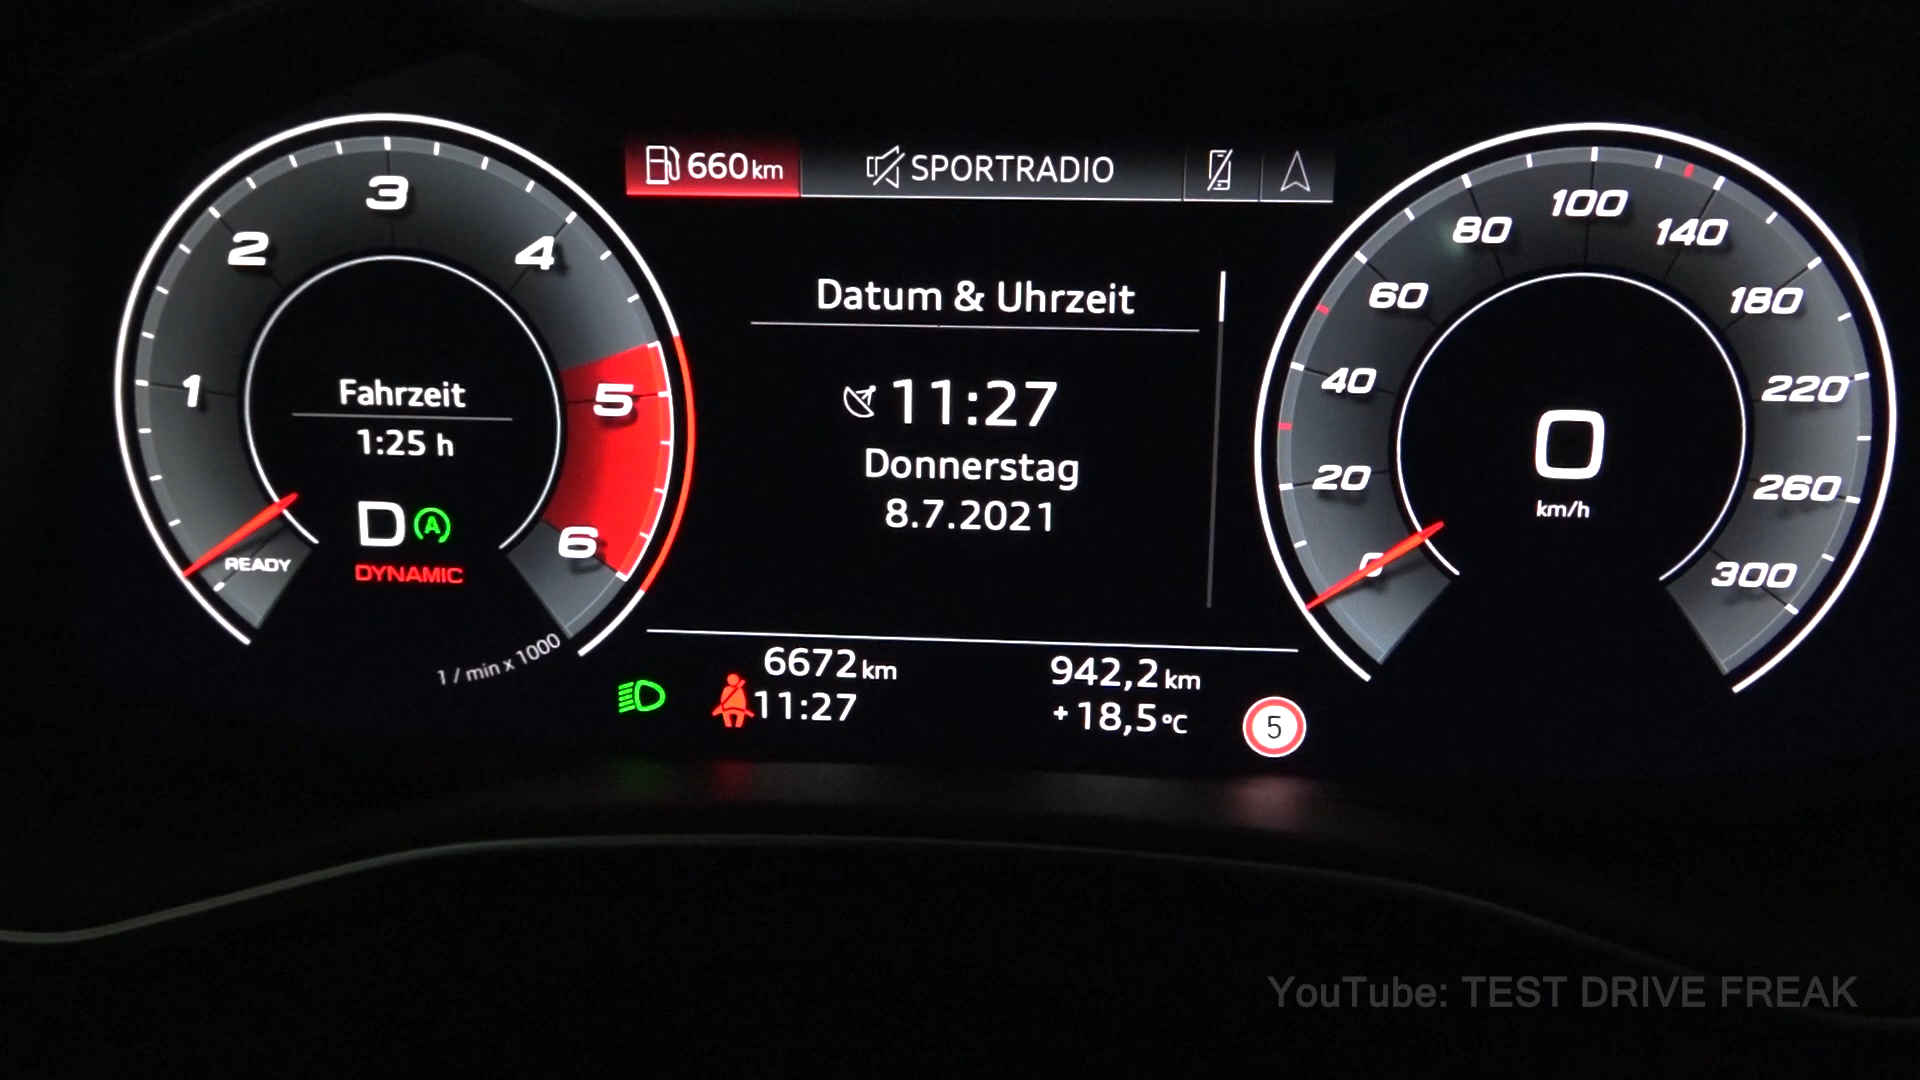 660 km
SPORTRADIO
1
2
3
4
5
6
READY
Fahrzeit
1:25 h
D A
DYNAMIC
1 / min x 1000
Datum & Uhrzeit
11:27
Donnerstag
8.7.2021
6672 km
11:27
942,2 km
+18,5 °C
5
0
20
40
60
80
100
140
180
220
260
300
0
km/h
YouTube: TEST DRIVE FREAK